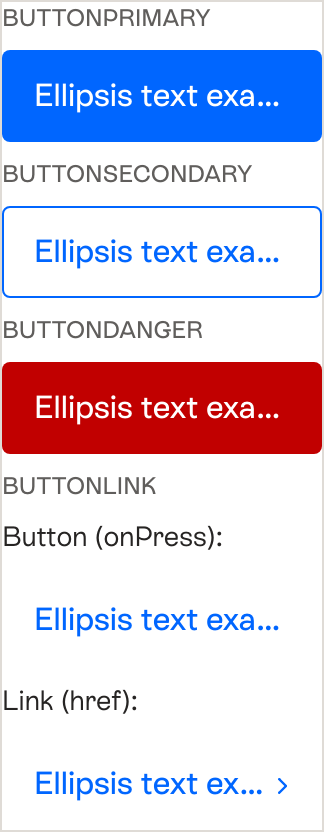 BUTTONPRIMARY
Ellipsis text exa...
BUTTONSECONDARY
Ellipsis text exa...
BUTTONDANGER
Ellipsis text exa...
BUTTONLINK
Button (onPress):
Ellipsis text exa...
Link (href):
Ellipsis text ex...